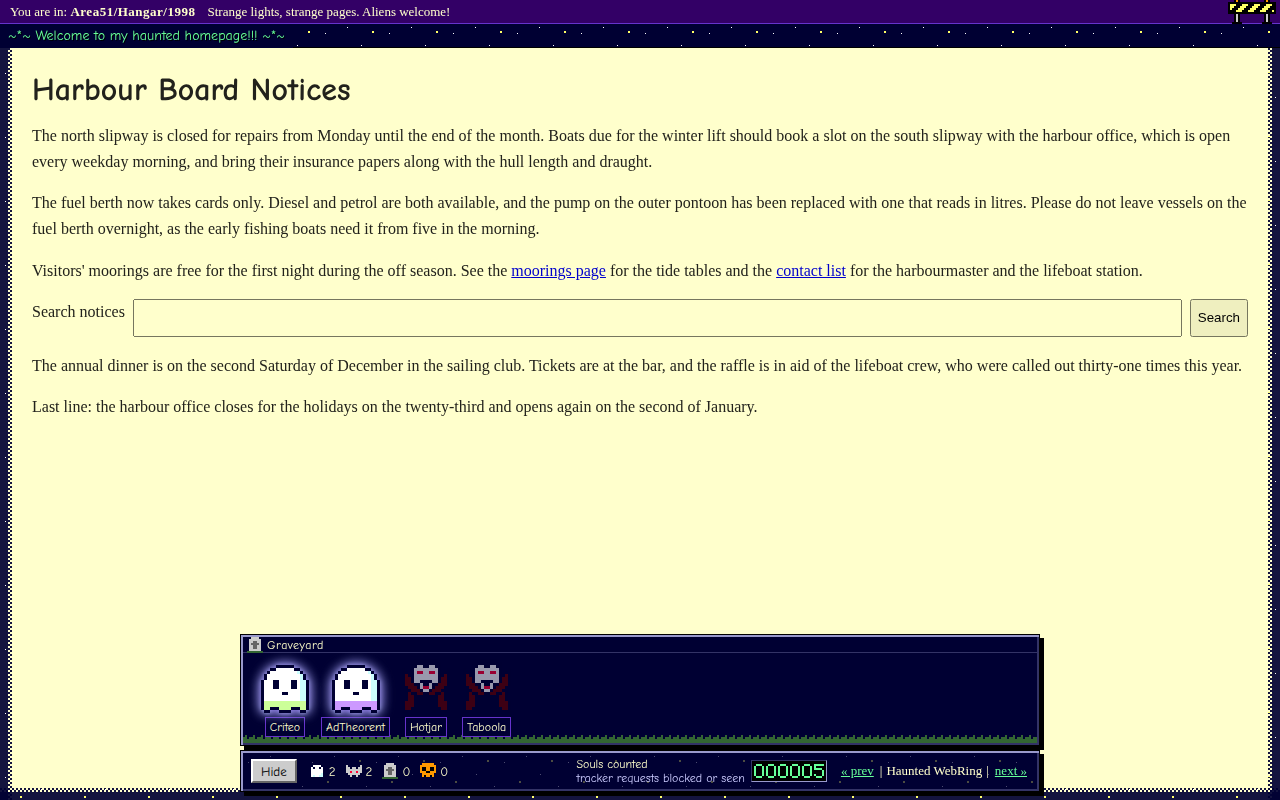 You are in: Area51/Hangar/1998 Strange lights, strange pages. Aliens welcome!
~*~ Welcome to my haunted homepage!!! ~*~
Harbour Board Notices
The north slipway is closed for repairs from Monday until the end of the month. Boats due for the winter lift should book a slot on the south slipway with the harbour office, which is open
every weekday morning, and bring their insurance papers along with the hull length and draught.
The fuel berth now takes cards only. Diesel and petrol are both available, and the pump on the outer pontoon has been replaced with one that reads in litres. Please do not leave vessels on the
fuel berth overnight, as the early fishing boats need it from five in the morning.
Visitors' moorings are free for the first night during the off season. See the moorings page for the tide tables and the contact list for the harbourmaster and the lifeboat station.
Search notices Search
The annual dinner is on the second Saturday of December in the sailing club. Tickets are at the bar, and the raffle is in aid of the lifeboat crew, who were called out thirty-one times this year.
Last line: the harbour office closes for the holidays on the twenty-third and opens again on the second of January.
Graveyard
Criteo AdTheorent Hotjar Taboola
Hide 2 2 0 0
Souls counted
tracker requests blocked or seen 000005
« prev | Haunted WebRing | next »